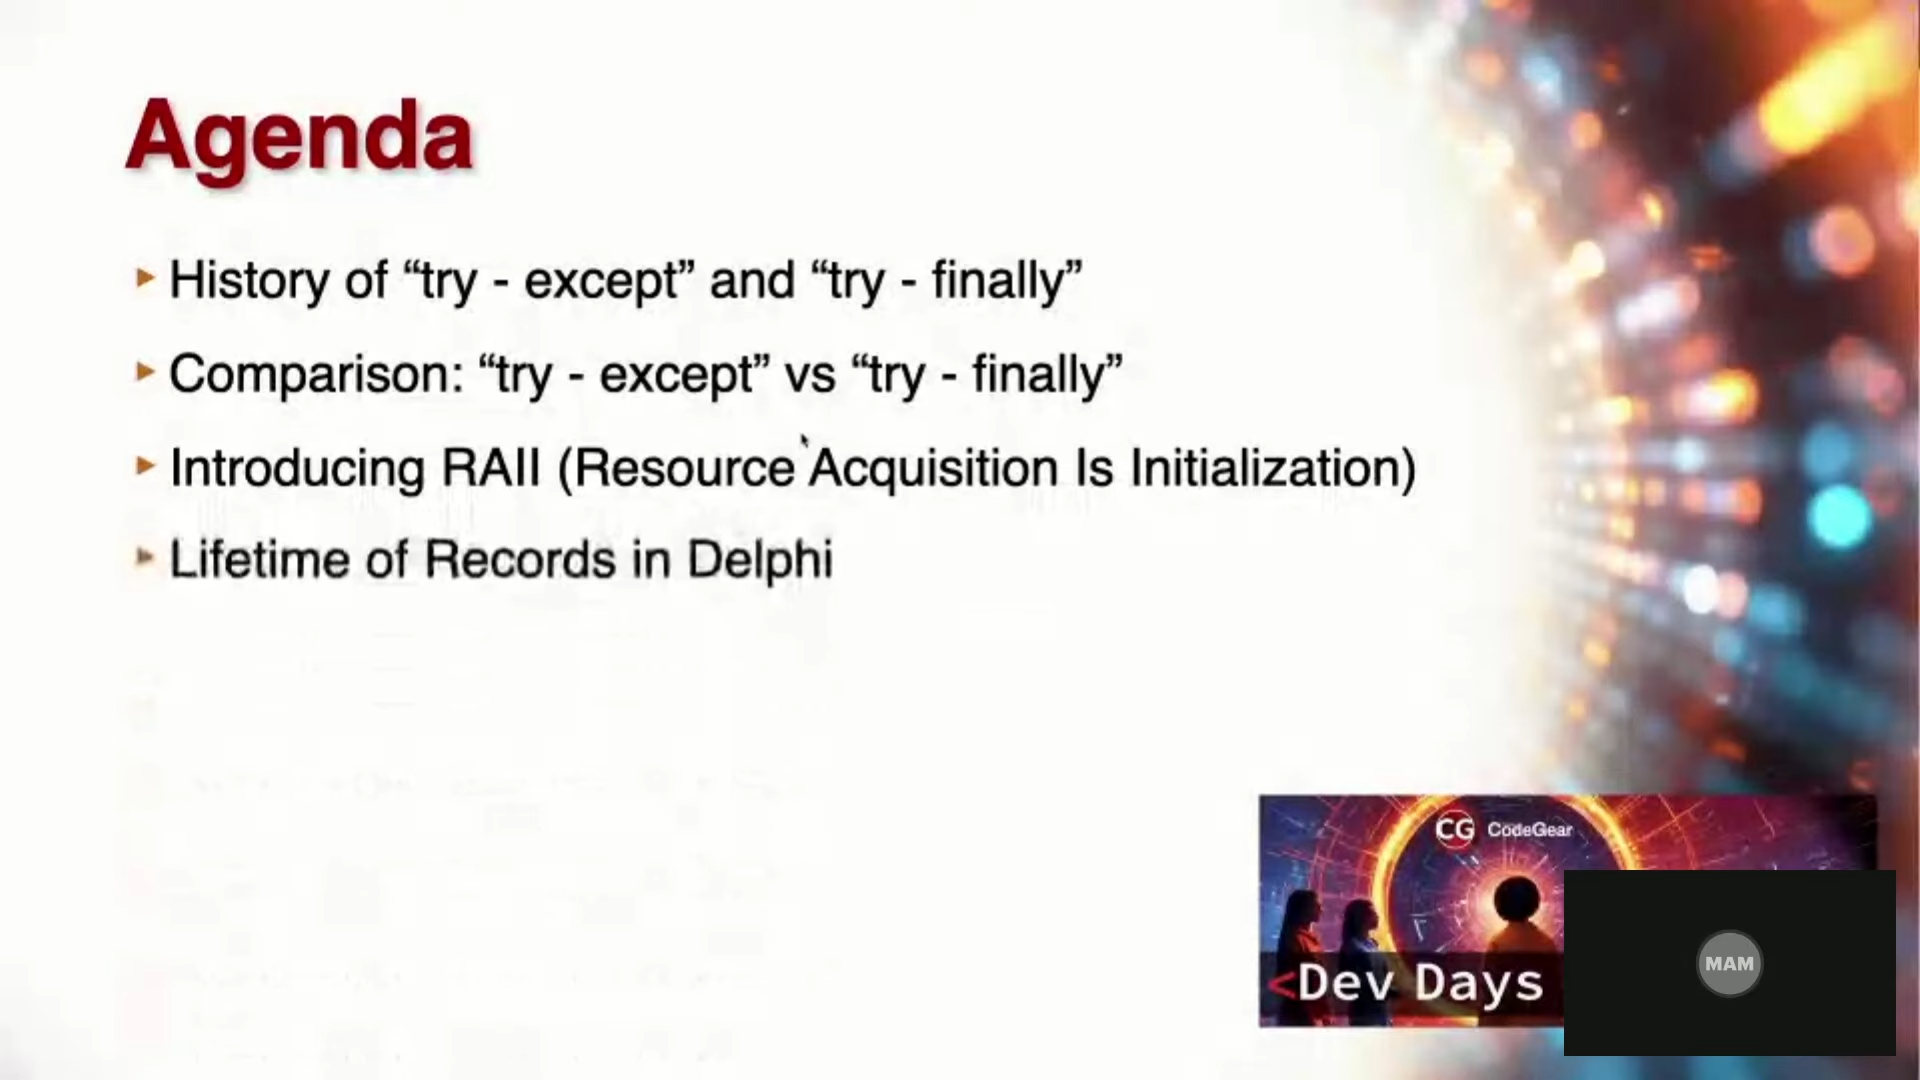 Agenda
▸ History of “try - except” and “try - finally”
▸ Comparison: “try - except” vs “try - finally”
▸ Introducing RAII (Resource Acquisition Is Initialization)
▸ Lifetime of Records in Delphi
CG CodeGear
<Dev Days
MAM